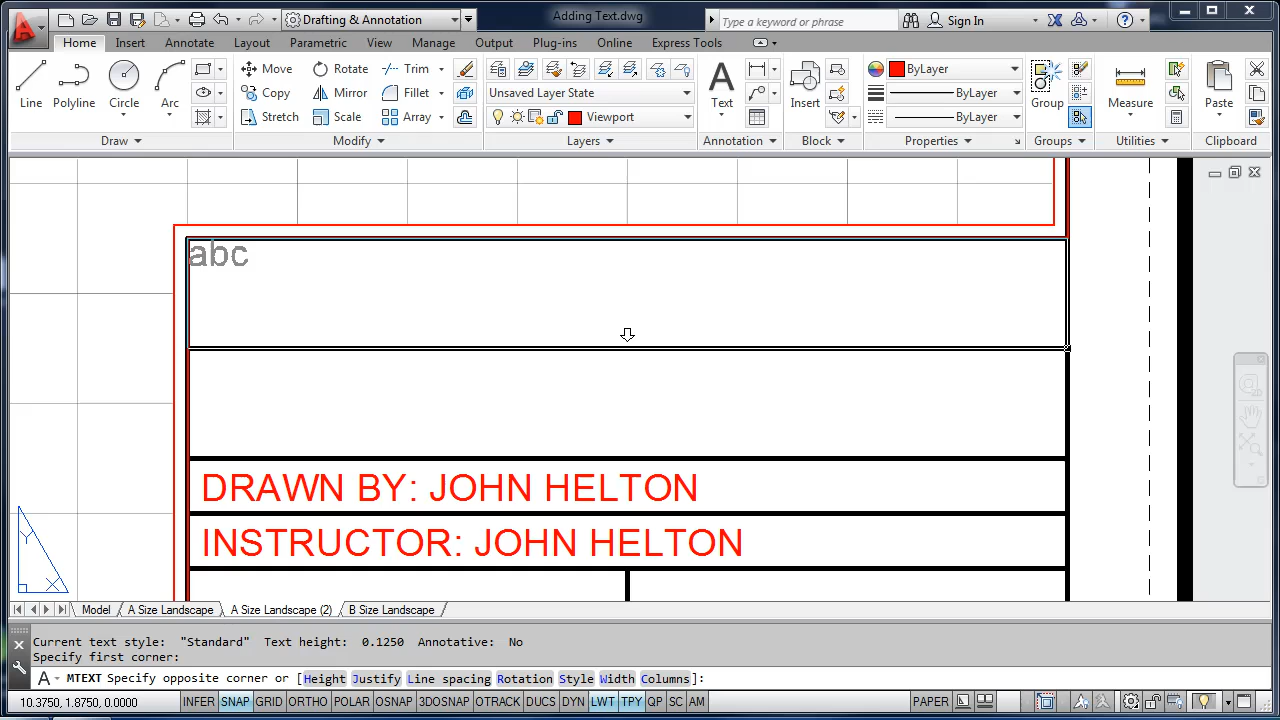 Adding Text.dwg
Drafting & Annotation
Type a keyword or phrase
Sign In
Home Insert Annotate Layout Parametric View Manage Output Plug-ins Online Express Tools
Line Polyline Circle Arc
Move Rotate Trim
Copy Mirror Fillet
Stretch Scale Array
Unsaved Layer State
Viewport
Text
Insert
ByLayer
ByLayer
ByLayer
Group
Measure
Paste
Draw Modify Layers Annotation Block Properties Groups Utilities Clipboard
abc
DRAWN BY: JOHN HELTON
INSTRUCTOR: JOHN HELTON
Y
X
Model A Size Landscape A Size Landscape (2) B Size Landscape
Current text style: "Standard" Text height: 0.1250 Annotative: No
Specify first corner:
MTEXT Specify opposite corner or [Height Justify Line spacing Rotation Style Width Columns]:
10.3750, 1.8750, 0.0000 INFER SNAP GRID ORTHO POLAR OSNAP 3DOSNAP OTRACK DUCS DYN LWT TPY QP SC AM PAPER